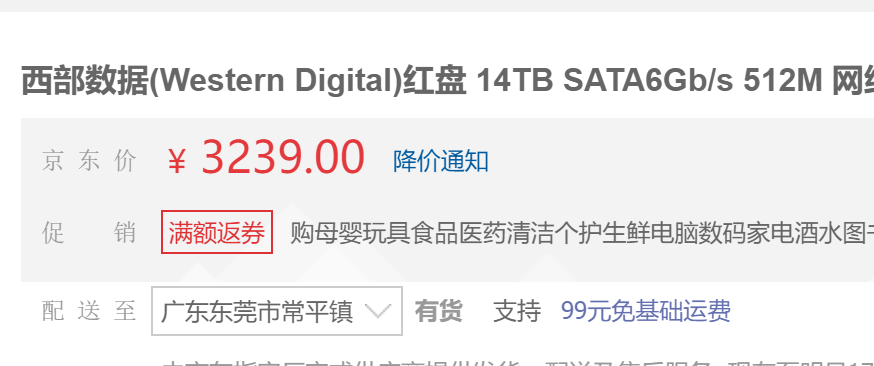 西部数据(Western Digital)红盘 14TB SATA6Gb/s 512M 网
京东价 ￥ 3239.00 降价通知
促销 满额返券 购母婴玩具食品医药清洁个护生鲜电脑数码家电酒水图
配送至 广东东莞市常平镇 有货 支持 99元免基础运费